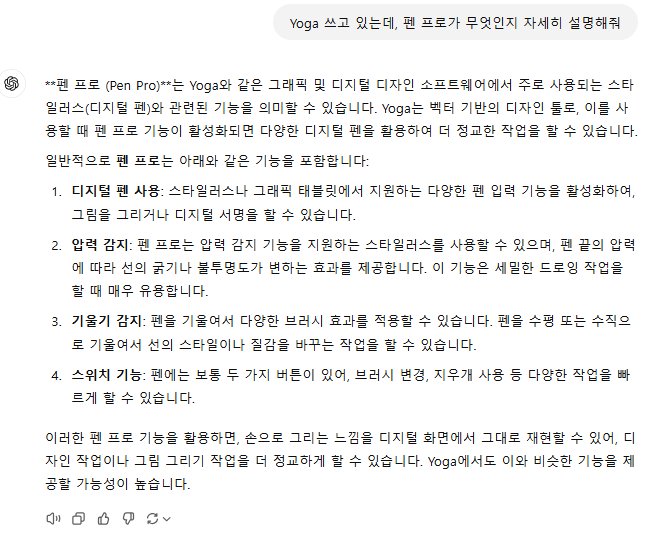 Yoga 쓰고 있는데, 펜 프로가 무엇인지 자세히 설명해줘
**펜 프로 (Pen Pro)**는 Yoga와 같은 그래픽 및 디지털 디자인 소프트웨어에서 주로 사용되는 스타
일러스(디지털 펜)와 관련된 기능을 의미할 수 있습니다. Yoga는 벡터 기반의 디자인 툴로, 이를 사
용할 때 펜 프로 기능이 활성화되면 다양한 디지털 펜을 활용하여 더 정교한 작업을 할 수 있습니다.
일반적으로 펜 프로는 아래와 같은 기능을 포함합니다:
1. 디지털 펜 사용: 스타일러스나 그래픽 태블릿에서 지원하는 다양한 펜 입력 기능을 활성화하여,
그림을 그리거나 디지털 서명을 할 수 있습니다.
2. 압력 감지: 펜 프로는 압력 감지 기능을 지원하는 스타일러스를 사용할 수 있으며, 펜 끝의 압력
에 따라 선의 굵기나 불투명도가 변하는 효과를 제공합니다. 이 기능은 세밀한 드로잉 작업을
할 때 매우 유용합니다.
3. 기울기 감지: 펜을 기울여서 다양한 브러시 효과를 적용할 수 있습니다. 펜을 수평 또는 수직으
로 기울여서 선의 스타일이나 질감을 바꾸는 작업을 할 수 있습니다.
4. 스위치 기능: 펜에는 보통 두 가지 버튼이 있어, 브러시 변경, 지우개 사용 등 다양한 작업을 빠
르게 할 수 있습니다.
이러한 펜 프로 기능을 활용하면, 손으로 그리는 느낌을 디지털 화면에서 그대로 재현할 수 있어, 디
자인 작업이나 그림 그리기 작업을 더 정교하게 할 수 있습니다. Yoga에서도 이와 비슷한 기능을 제
공할 가능성이 높습니다.